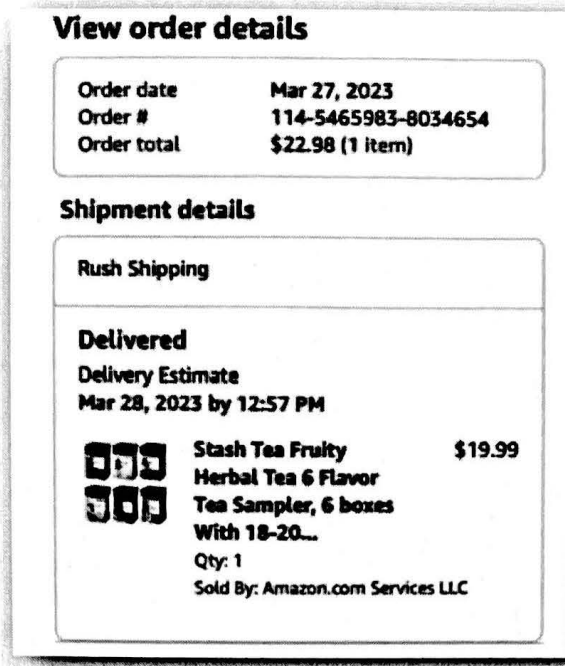 View order details
Order date Mar 27, 2023
Order # 114-5465983-8034654
Order total $22.98 (1 item)
Shipment details
Rush Shipping
Delivered
Delivery Estimate
Mar 28, 2023 by 12:57 PM
Stash Tea Fruity $19.99
Herbal Tea 6 Flavor
Tea Sampler, 6 boxes
With 18-20...
Qty: 1
Sold By: Amazon.com Services LLC